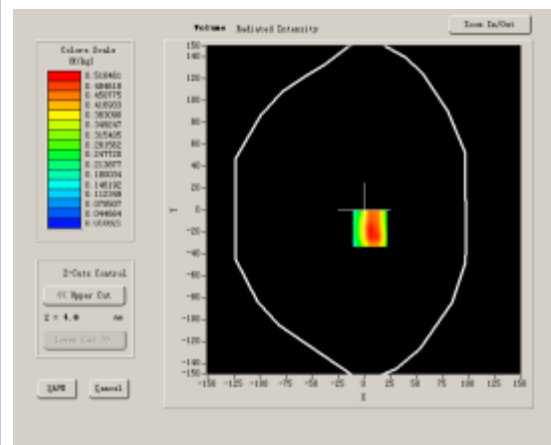 Volume Radiated Intensity
Zoom In/Out
Colors Scale
(W/kg)
0.518461
0.484618
0.450775
0.416933
0.383090
0.349247
0.315405
0.281562
0.247720
0.213877
0.180034
0.146192
0.112349
0.078507
0.044664
Z-Cuts Control
<< Upper Cut
Z = 4.0 mm
Lower Cut >>
SAVE
Cancel
150
140
120
100
80
60
40
20
0
-20
-40
-60
-80
-100
-120
-140
-150
-150 -125 -100 -75 -50 -25 0 25 50 75 100 125 150
Y
X